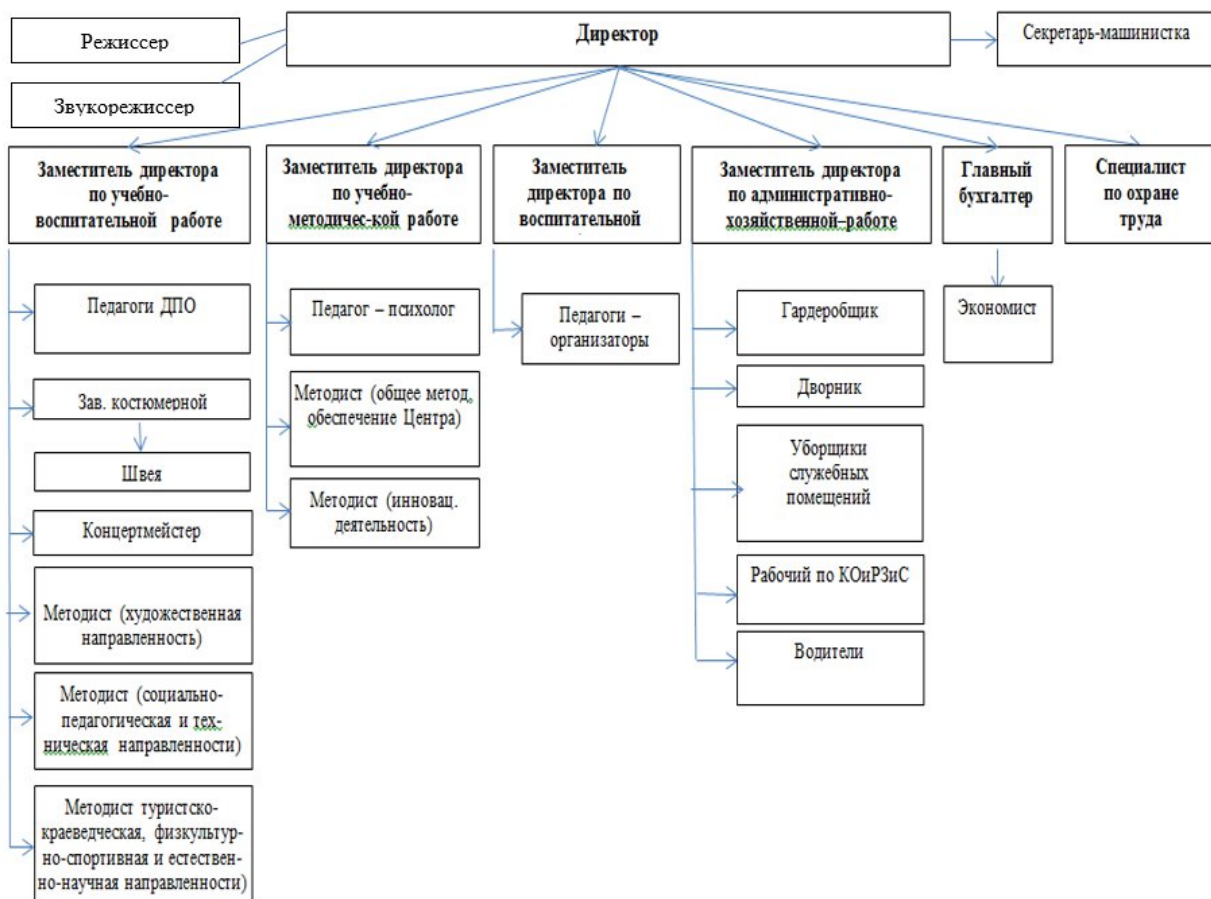 Режиссер
Директор
Секретарь-машинистка
Звукорежиссер
Заместитель директора
по учебно-
воспитательной работе
Заместитель директора
по учебно-
методичес-кой работе
Заместитель
директора по
воспитательной
Заместитель директора
по административно-
хозяйственной–работе
Главный
бухгалтер
Специалист
по охране
труда
Педагоги ДПО
Зав. костюмерной
Швея
Концертмейстер
Методист (художественная
направленность)
Методист (социально-
педагогическая и тех-
ническая направленности)
Методист туристско-
краеведческая, физкультур-
но-спортивная и естествен-
но-научная направленности)
Педагог – психолог
Методист (общее метод.
обеспечение Центра)
Методист (инновац.
деятельность)
Педагоги –
организаторы
Гардеробщик
Дворник
Уборщики
служебных
помещений
Рабочий по КОиРЗиС
Водители
Экономист